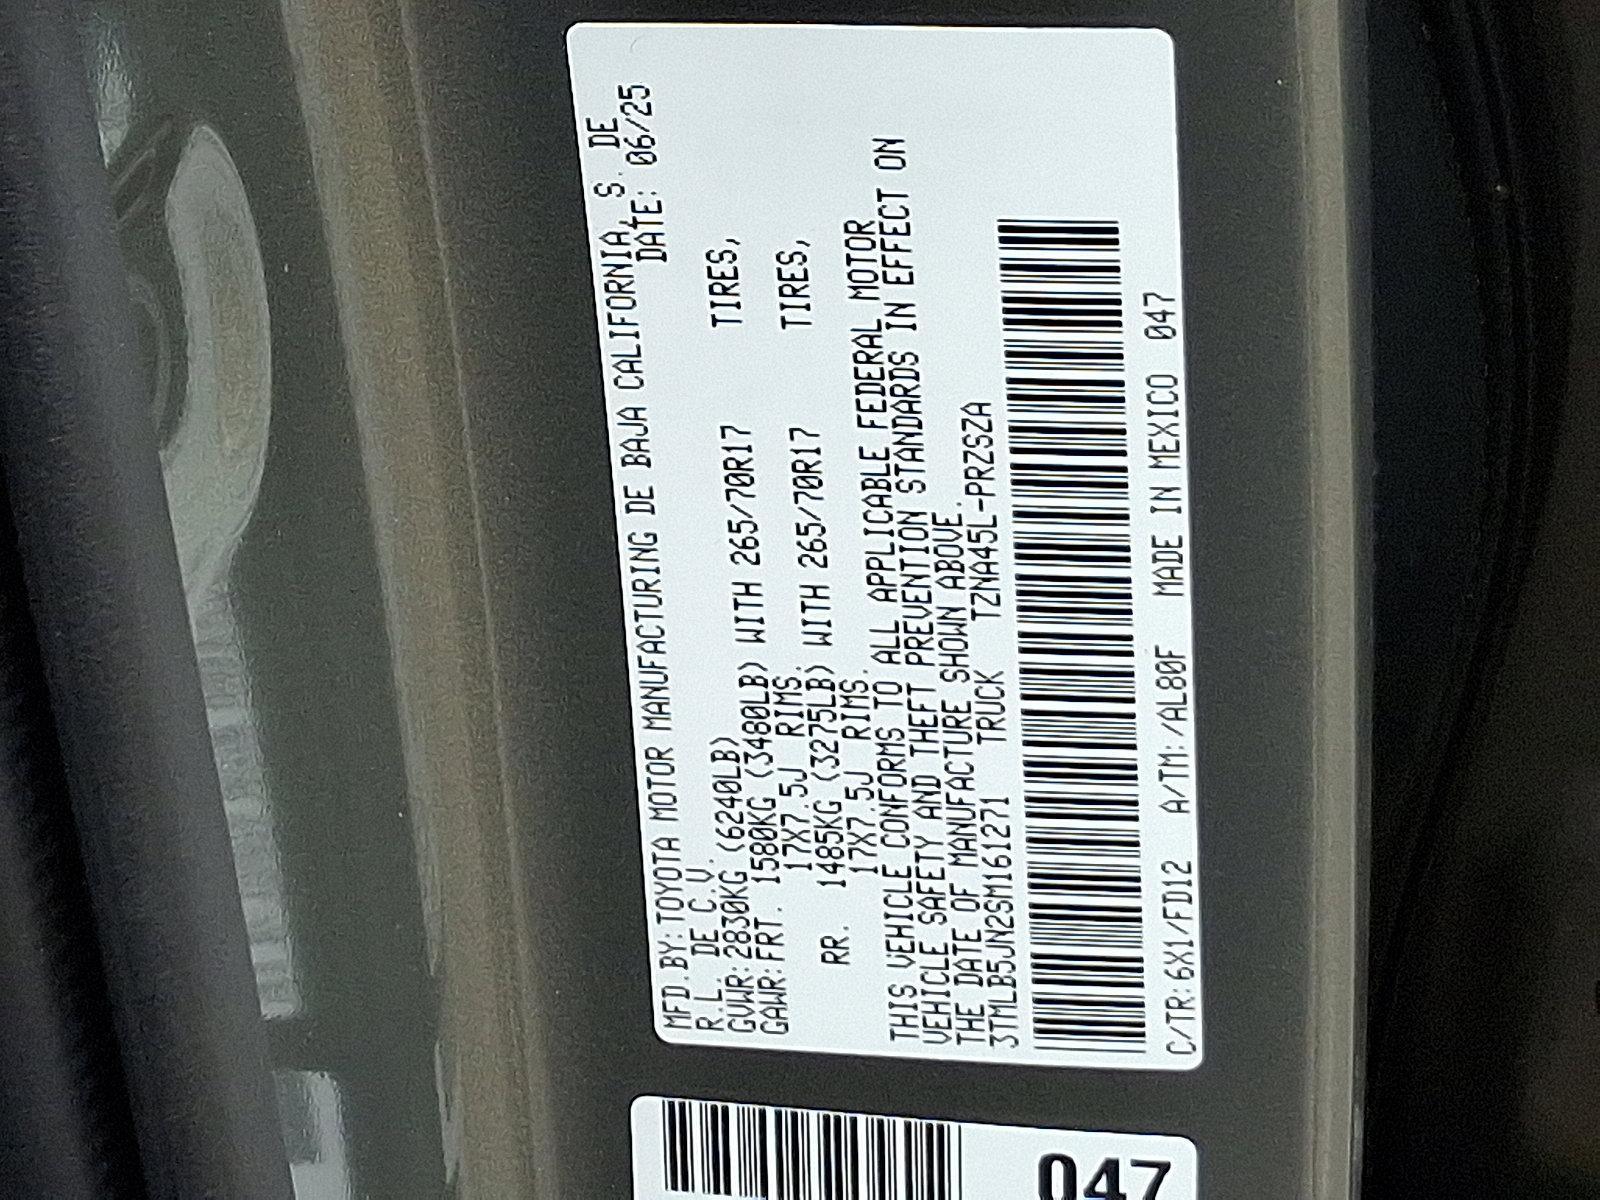 MFD.BY:TOYOTA MOTOR MANUFACTURING DE BAJA CALIFORNIA, S. DE
R.L. DE C.V. DATE: 06/25
GVWR:2830KG (6240LB)
GAWR:FRT. 1580KG (3480LB) WITH 265/70R17 TIRES,
17X7.5J RIMS.
RR. 1485KG (3275LB) WITH 265/70R17 TIRES,
17X7.5J RIMS.
THIS VEHICLE CONFORMS TO ALL APPLICABLE FEDERAL MOTOR
VEHICLE SAFETY AND THEFT PREVENTION STANDARDS IN EFFECT ON
THE DATE OF MANUFACTURE SHOWN ABOVE.
3TMLB5JN2SM161271 TRUCK TZNA45L-PRZSZA
C/TR:6X1/FD12 A/TM:/AL80F MADE IN MEXICO 047
047